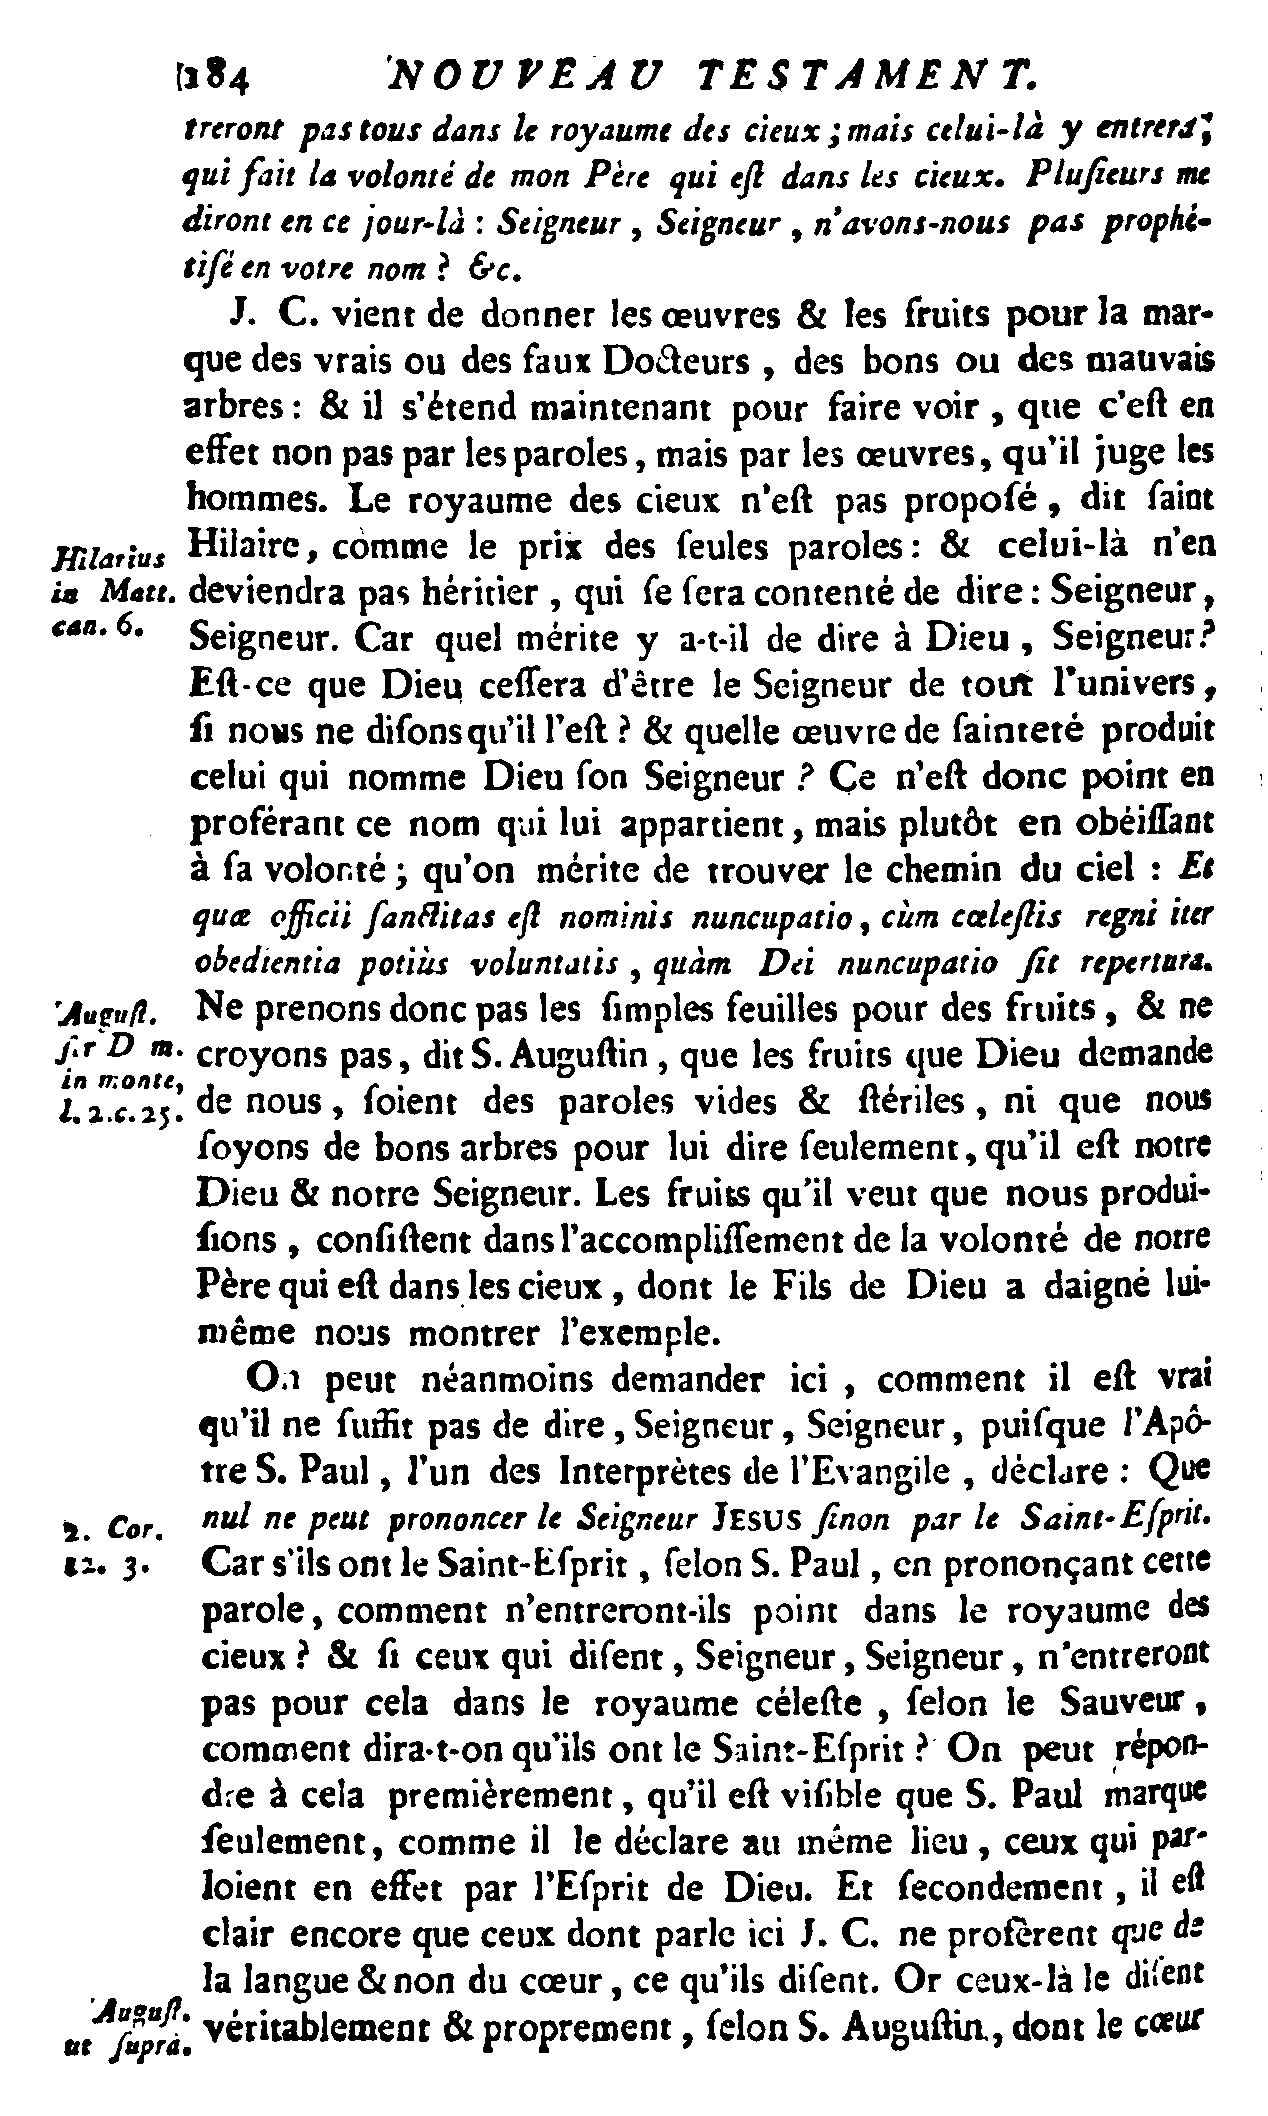 184 NOUVEAU TESTAMENT.
treront pas tous dans le royaume des cieux ; mais celui-là y entrera,
qui fait la volonté de mon Père qui eſt dans les cieux. Pluſieurs me
diront en ce jour-là : Seigneur , Seigneur , n'avons-nous pas prophé-
tiſé en votre nom ? &c.
J. C. vient de donner les œuvres & les fruits pour la mar-
que des vrais ou des faux Docteurs , des bons ou des mauvais
arbres : & il s'étend maintenant pour faire voir , que c'eſt en
effet non pas par les paroles , mais par les œuvres, qu'il juge les
hommes. Le royaume des cieux n'eſt pas propoſé , dit ſaint
Hilaire, comme le prix des ſeules paroles : & celui-là n'en
deviendra pas héritier , qui ſe ſera contenté de dire : Seigneur ,
Seigneur. Car quel mérite y a-t-il de dire à Dieu , Seigneur ?
Eſt-ce que Dieu ceſſera d'être le Seigneur de tout l'univers ,
ſi nous ne diſons qu'il l'eſt ? & quelle œuvre de ſainteté produit
celui qui nomme Dieu ſon Seigneur ? Ce n'eſt donc point en
proférant ce nom qui lui appartient , mais plutôt en obéiſſant
à ſa volonté ; qu'on mérite de trouver le chemin du ciel : Et
quæ officii ſanctitas eſt nominis nuncupatio , cùm cœleſtis regni iter
obedientia potiùs voluntatis , quàm Dei nuncupatio ſit repertura.
Ne prenons donc pas les ſimples feuilles pour des fruits , & ne
croyons pas, dit S. Auguſtin , que les fruits que Dieu demande
de nous , ſoient des paroles vides & ſtériles , ni que nous
ſoyons de bons arbres pour lui dire ſeulement , qu'il eſt notre
Dieu & notre Seigneur. Les fruits qu'il veut que nous produi-
ſions , conſiſtent dans l'accompliſſement de la volonté de notre
Père qui eſt dans les cieux , dont le Fils de Dieu a daigné lui-
même nous montrer l'exemple.
On peut néanmoins demander ici , comment il eſt vrai
qu'il ne ſuffit pas de dire , Seigneur , Seigneur , puiſque l'Apô-
tre S. Paul , l'un des Interprètes de l'Evangile , déclare : Que
nul ne peut prononcer le Seigneur JESUS ſinon par le Saint-Eſprit.
Car s'ils ont le Saint-Eſprit , ſelon S. Paul , en prononçant cette
parole, comment n'entreront-ils point dans le royaume des
cieux ? & ſi ceux qui diſent , Seigneur , Seigneur , n'entreront
pas pour cela dans le royaume céleſte , ſelon le Sauveur ,
comment dira-t-on qu'ils ont le Saint-Eſprit ? On peut répon-
dre à cela premièrement , qu'il eſt viſible que S. Paul marque
ſeulement, comme il le déclare au même lieu , ceux qui par-
loient en effet par l'Eſprit de Dieu. Et ſecondement , il eſt
clair encore que ceux dont parle ici J. C. ne profèrent que de
la langue & non du cœur , ce qu'ils diſent. Or ceux-là le diſent
véritablement & proprement , ſelon S. Auguſtin , dont le cœur
Hilarius
in Matt.
can. 6.
Auguſt.
ſer D m.
in monte,
l. 2. c. 25.
2. Cor.
12. 3.
Auguſt.
ut ſuprà.